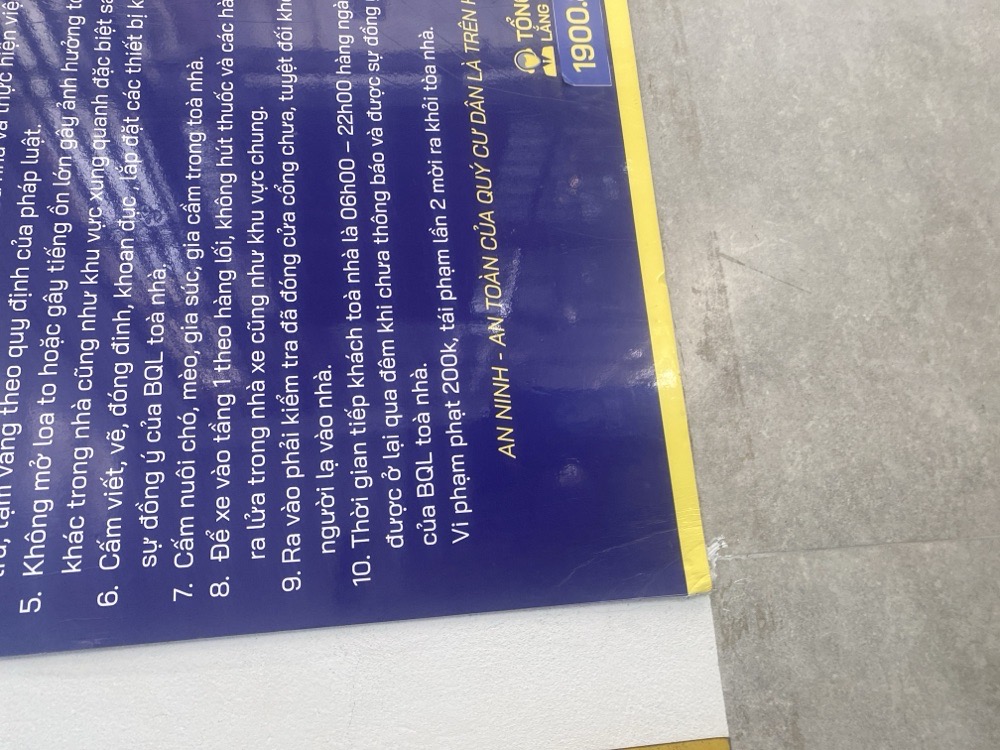 vắng theo quy định của pháp luật.
5. Không mở loa to hoặc gây tiếng ồn lớn gây ảnh hưởng
khác trong nhà cũng như khu vực xung quanh đặc biệt
6. Cấm viết, vẽ, đóng đinh, khoan đục , lắp đặt các thiết bị
sự đồng ý của BQL toà nhà.
7. Cấm nuôi chó, mèo, gia súc, gia cầm trong toà nhà.
8. Để xe vào tầng 1 theo hàng lối, không hút thuốc và các
ra lửa trong nhà xe cũng như khu vực chung.
9. Ra vào phải kiểm tra đã đóng cửa cổng chưa, tuyệt đối
người lạ vào nhà.
10. Thời gian tiếp khách toà nhà là 06h00 – 22h00 hàng
được ở lại qua đêm khi chưa thông báo và được sự đồng
của BQL toà nhà.
Vi phạm phạt 200k, tái phạm lần 2 mời ra khỏi tòa nhà.
AN NINH - AN TOÀN CỦA QUÝ CƯ DÂN LÀ TRÊN
TỔNG
LẮNG
1900.